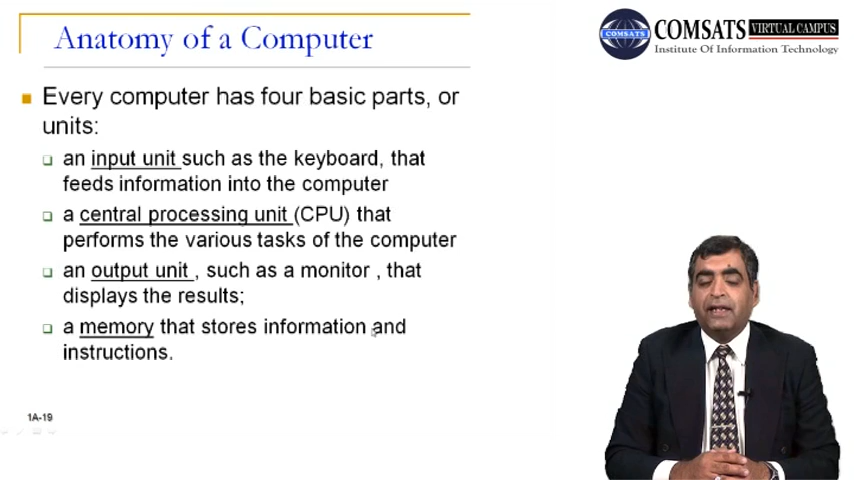 Anatomy of a Computer
COMSATS VIRTUAL CAMPUS
COMSATS
Institute Of Information Technology
Every computer has four basic parts, or
units:
an input unit such as the keyboard, that
feeds information into the computer
a central processing unit (CPU) that
performs the various tasks of the computer
an output unit , such as a monitor , that
displays the results;
a memory that stores information and
instructions.
1A-19